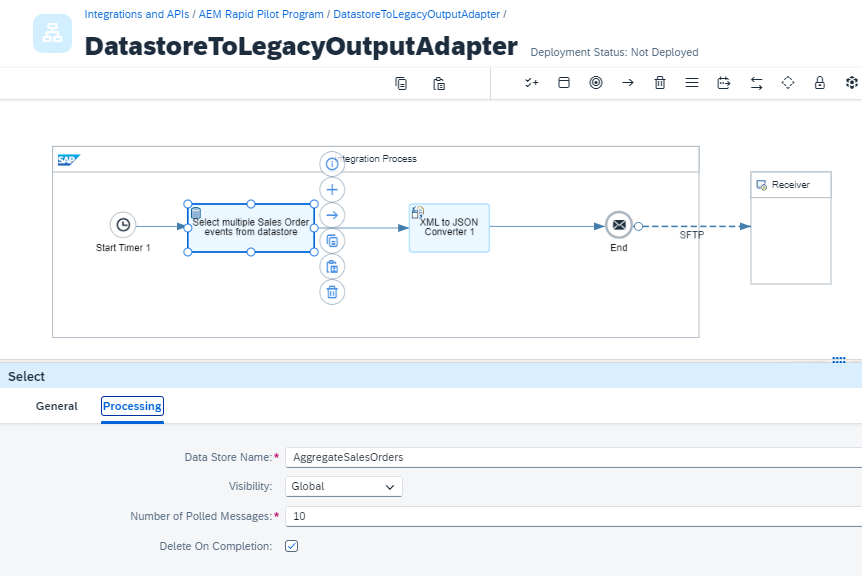 Integrations and APIs / AEM Rapid Pilot Program / DatastoreToLegacyOutputAdapter /
DatastoreToLegacyOutputAdapter
Deployment Status: Not Deployed
SAP
tegration Process
Receiver
Select multiple Sales Order
events from datastore
XML to JSON
Converter 1
SFTP
Start Timer 1
End
Select
General
Processing
Data Store Name:* AggregateSalesOrders
Visibility: Global
Number of Polled Messages:* 10
Delete On Completion: